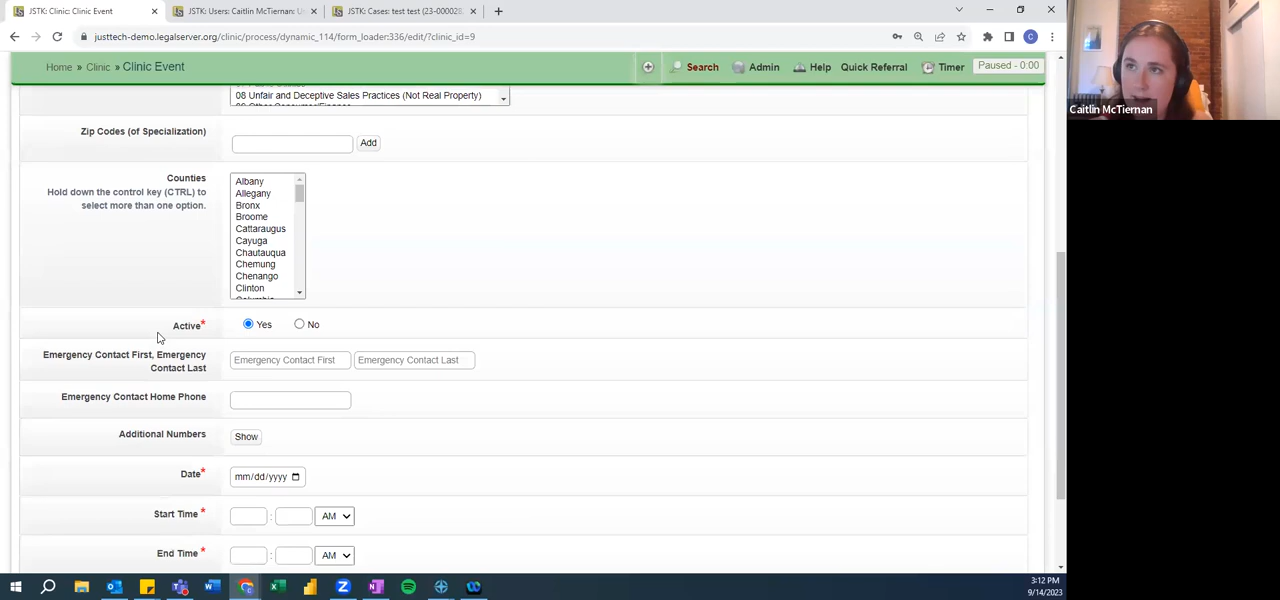 JSTK: Clinic: Clinic Event
JSTK: Users: Caitlin McTiernan: U
JSTK: Cases: test test (23-000028
justtech-demo.legalserver.org/clinic/process/dynamic_114/form_loader:336/edit/?clinic_id=9
C
Home » Clinic » Clinic Event
Search
Admin
Help
Quick Referral
Timer
Paused - 0:00
08 Unfair and Deceptive Sales Practices (Not Real Property)
Zip Codes (of Specialization)
Add
Counties
Hold down the control key (CTRL) to
select more than one option.
Albany
Allegany
Bronx
Broome
Cattaraugus
Cayuga
Chautauqua
Chemung
Chenango
Clinton
Active*
Yes
No
Emergency Contact First, Emergency
Contact Last
Emergency Contact First
Emergency Contact Last
Emergency Contact Home Phone
Additional Numbers
Show
Date*
mm/dd/yyyy
Start Time *
: AM
End Time *
: AM
Caitlin McTiernan
3:12 PM
9/14/2023